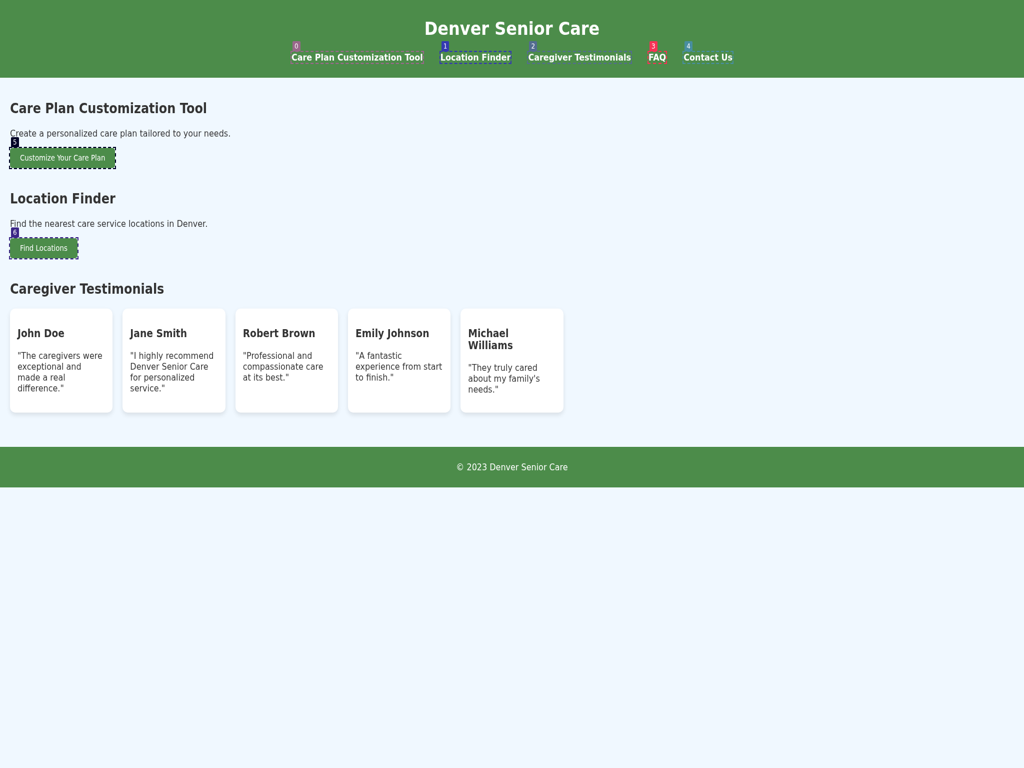 Denver Senior Care
0 1 2 3 4
Care Plan Customization Tool Location Finder Caregiver Testimonials FAQ Contact Us
Care Plan Customization Tool
Create a personalized care plan tailored to your needs.
5
Customize Your Care Plan
Location Finder
Find the nearest care service locations in Denver.
6
Find Locations
Caregiver Testimonials
John Doe
"The caregivers were
exceptional and
made a real
difference."
Jane Smith
"I highly recommend
Denver Senior Care
for personalized
service."
Robert Brown
"Professional and
compassionate care
at its best."
Emily Johnson
"A fantastic
experience from start
to finish."
Michael
Williams
"They truly cared
about my family's
needs."
© 2023 Denver Senior Care